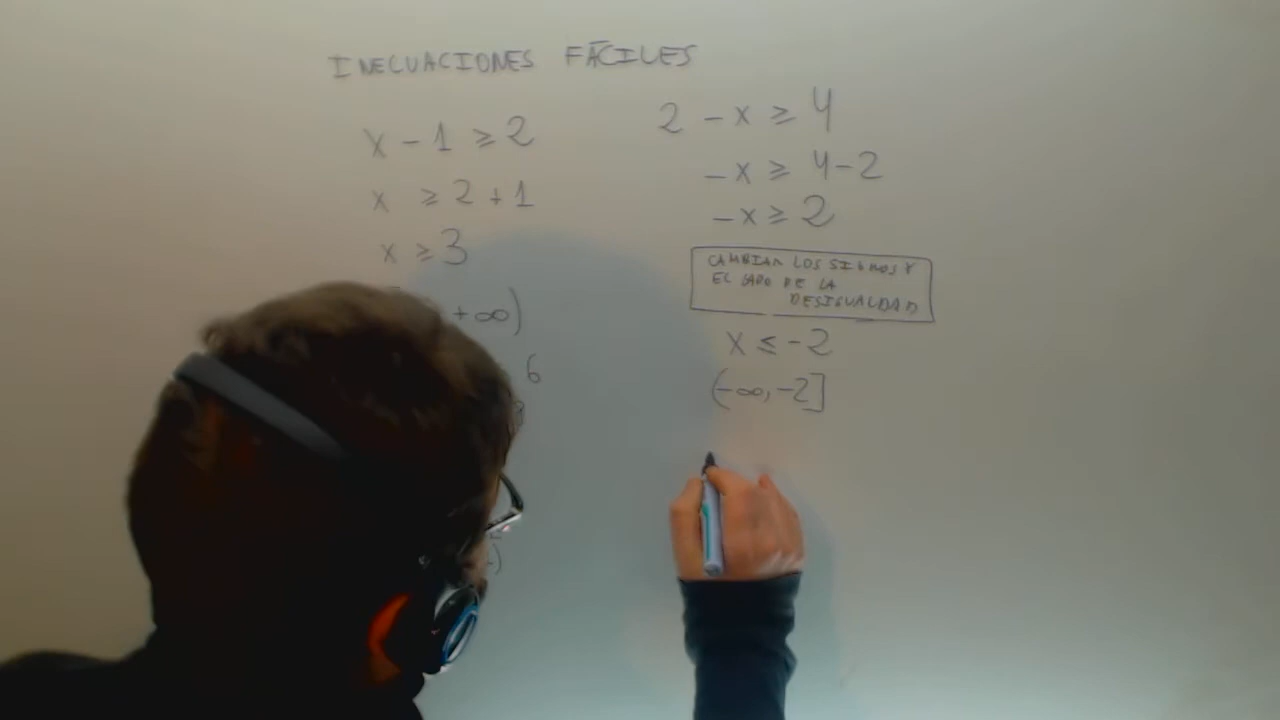 INECUACIONES FÁCILES
x - 1 ≥ 2
x ≥ 2 + 1
x ≥ 3
+∞)
6
2 - x ≥ 4
-x ≥ 4-2
-x ≥ 2
CAMBIAR LOS SIGNOS Y
EL LADO DE LA
DESIGUALDAD
x ≤ -2
(-∞, -2]